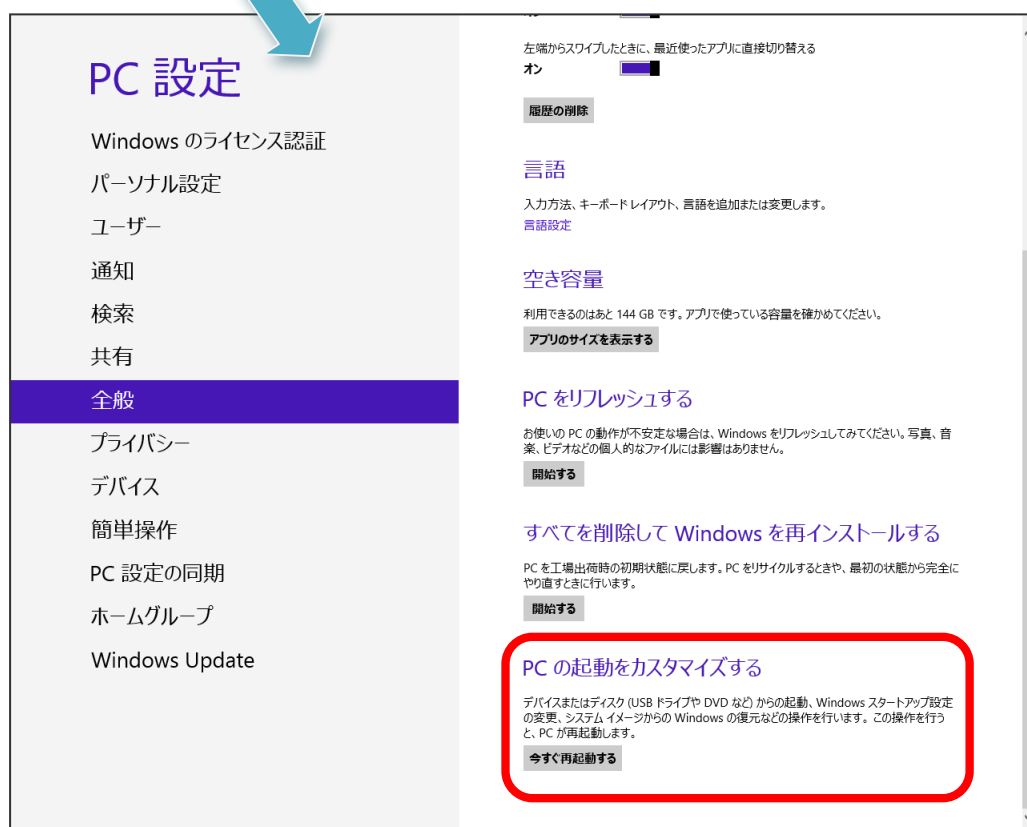 PC 設定
Windows のライセンス認証
パーソナル設定
ユーザー
通知
検索
共有
全般
プライバシー
デバイス
簡単操作
PC 設定の同期
ホームグループ
Windows Update
左端からスワイプしたときに、最近使ったアプリに直接切り替える
オン
履歴の削除
言語
入力方法、キーボード レイアウト、言語を追加または変更します。
言語設定
空き容量
利用できるのはあと 144 GB です。アプリで使っている容量を確かめてください。
アプリのサイズを表示する
PC をリフレッシュする
お使いの PC の動作が不安定な場合は、Windows をリフレッシュしてみてください。写真、音
楽、ビデオなどの個人的なファイルには影響はありません。
開始する
すべてを削除して Windows を再インストールする
PC を工場出荷時の初期状態に戻します。PC をリサイクルするときや、最初の状態から完全に
やり直すときに行います。
開始する
PC の起動をカスタマイズする
デバイスまたはディスク (USB ドライブや DVD など) からの起動、Windows スタートアップ設定
の変更、システム イメージからの Windows の復元などの操作を行います。この操作を行う
と、PC が再起動します。
今すぐ再起動する